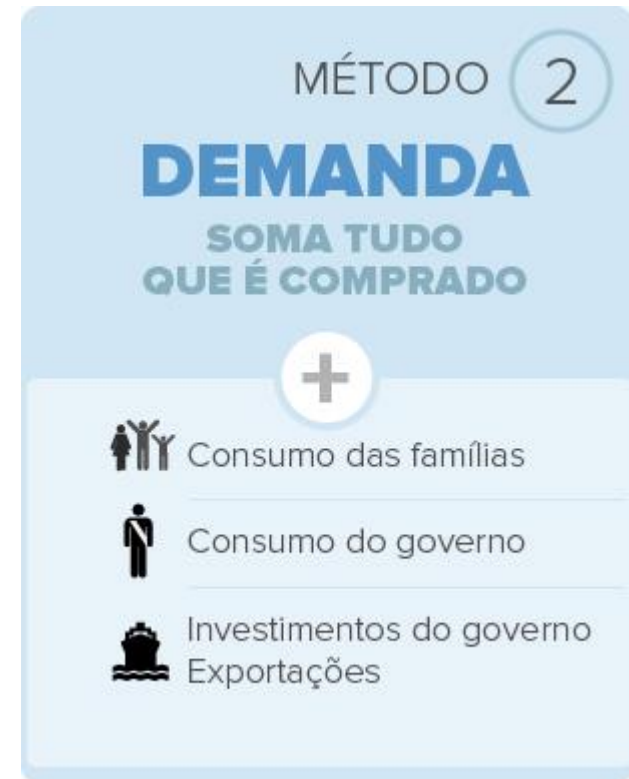 MÉTODO 2
DEMANDA
SOMA TUDO
QUE É COMPRADO
+
Consumo das famílias
Consumo do governo
Investimentos do governo
Exportações